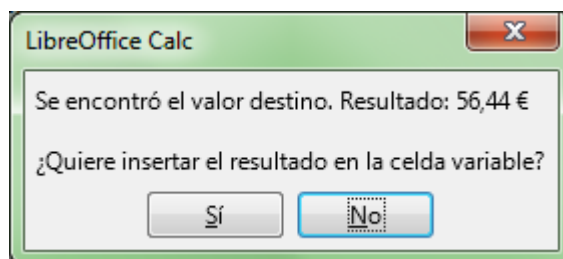 LibreOffice Calc
Se encontró el valor destino. Resultado: 56,44 €
¿Quiere insertar el resultado en la celda variable?
Sí
No